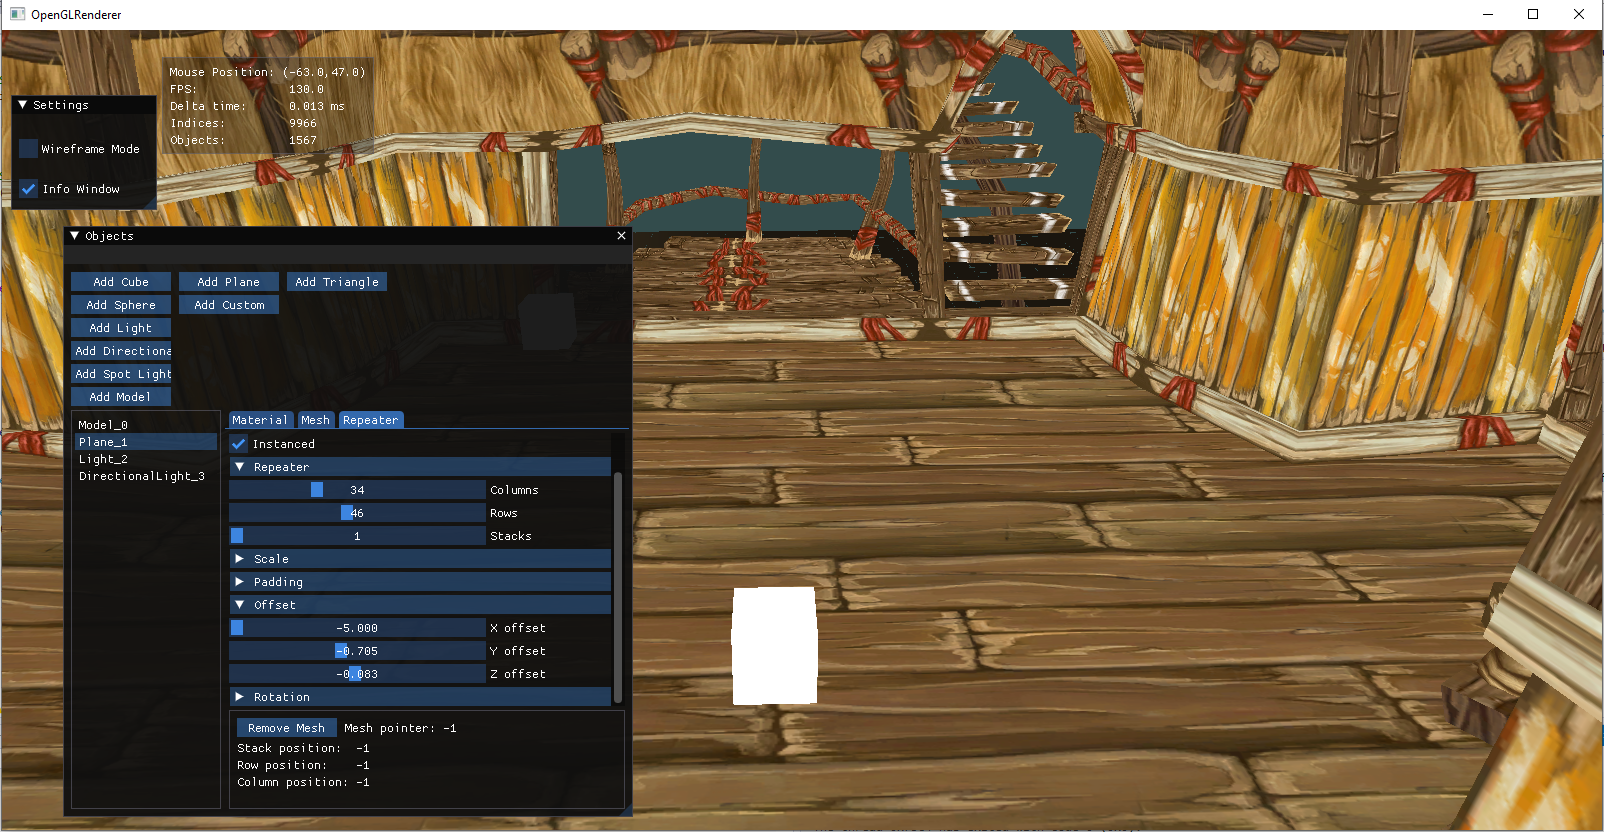 OpenGLRenderer
Mouse Position: (-63.0,47.0)
FPS: 130.0
Delta time: 0.013 ms
Indices: 9966
Objects: 1567
Settings
Wireframe Mode
Info Window
Objects
Add Cube Add Plane Add Triangle
Add Sphere Add Custom
Add Light
Add Directiona
Add Spot Light
Add Model
Model_0
Plane_1
Light_2
DirectionalLight_3
Material Mesh Repeater
Instanced
Repeater
34 Columns
46 Rows
1 Stacks
Scale
Padding
Offset
-5.000 X offset
-0.705 Y offset
-0.083 Z offset
Rotation
Remove Mesh Mesh pointer: -1
Stack position: -1
Row position: -1
Column position: -1